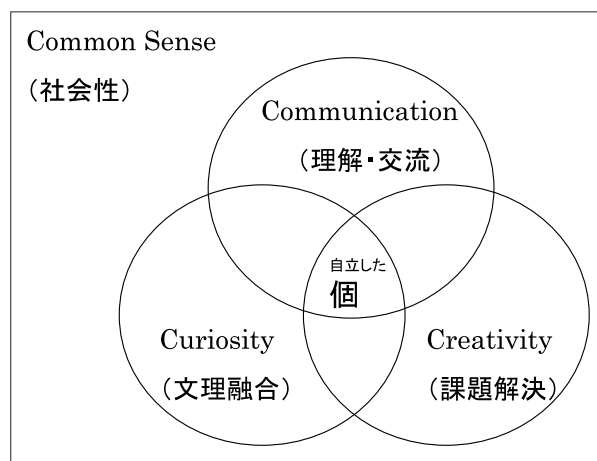 Common Sense
（社会性）
Communication
（理解・交流）
自立した
個
Curiosity
（文理融合）
Creativity
（課題解決）